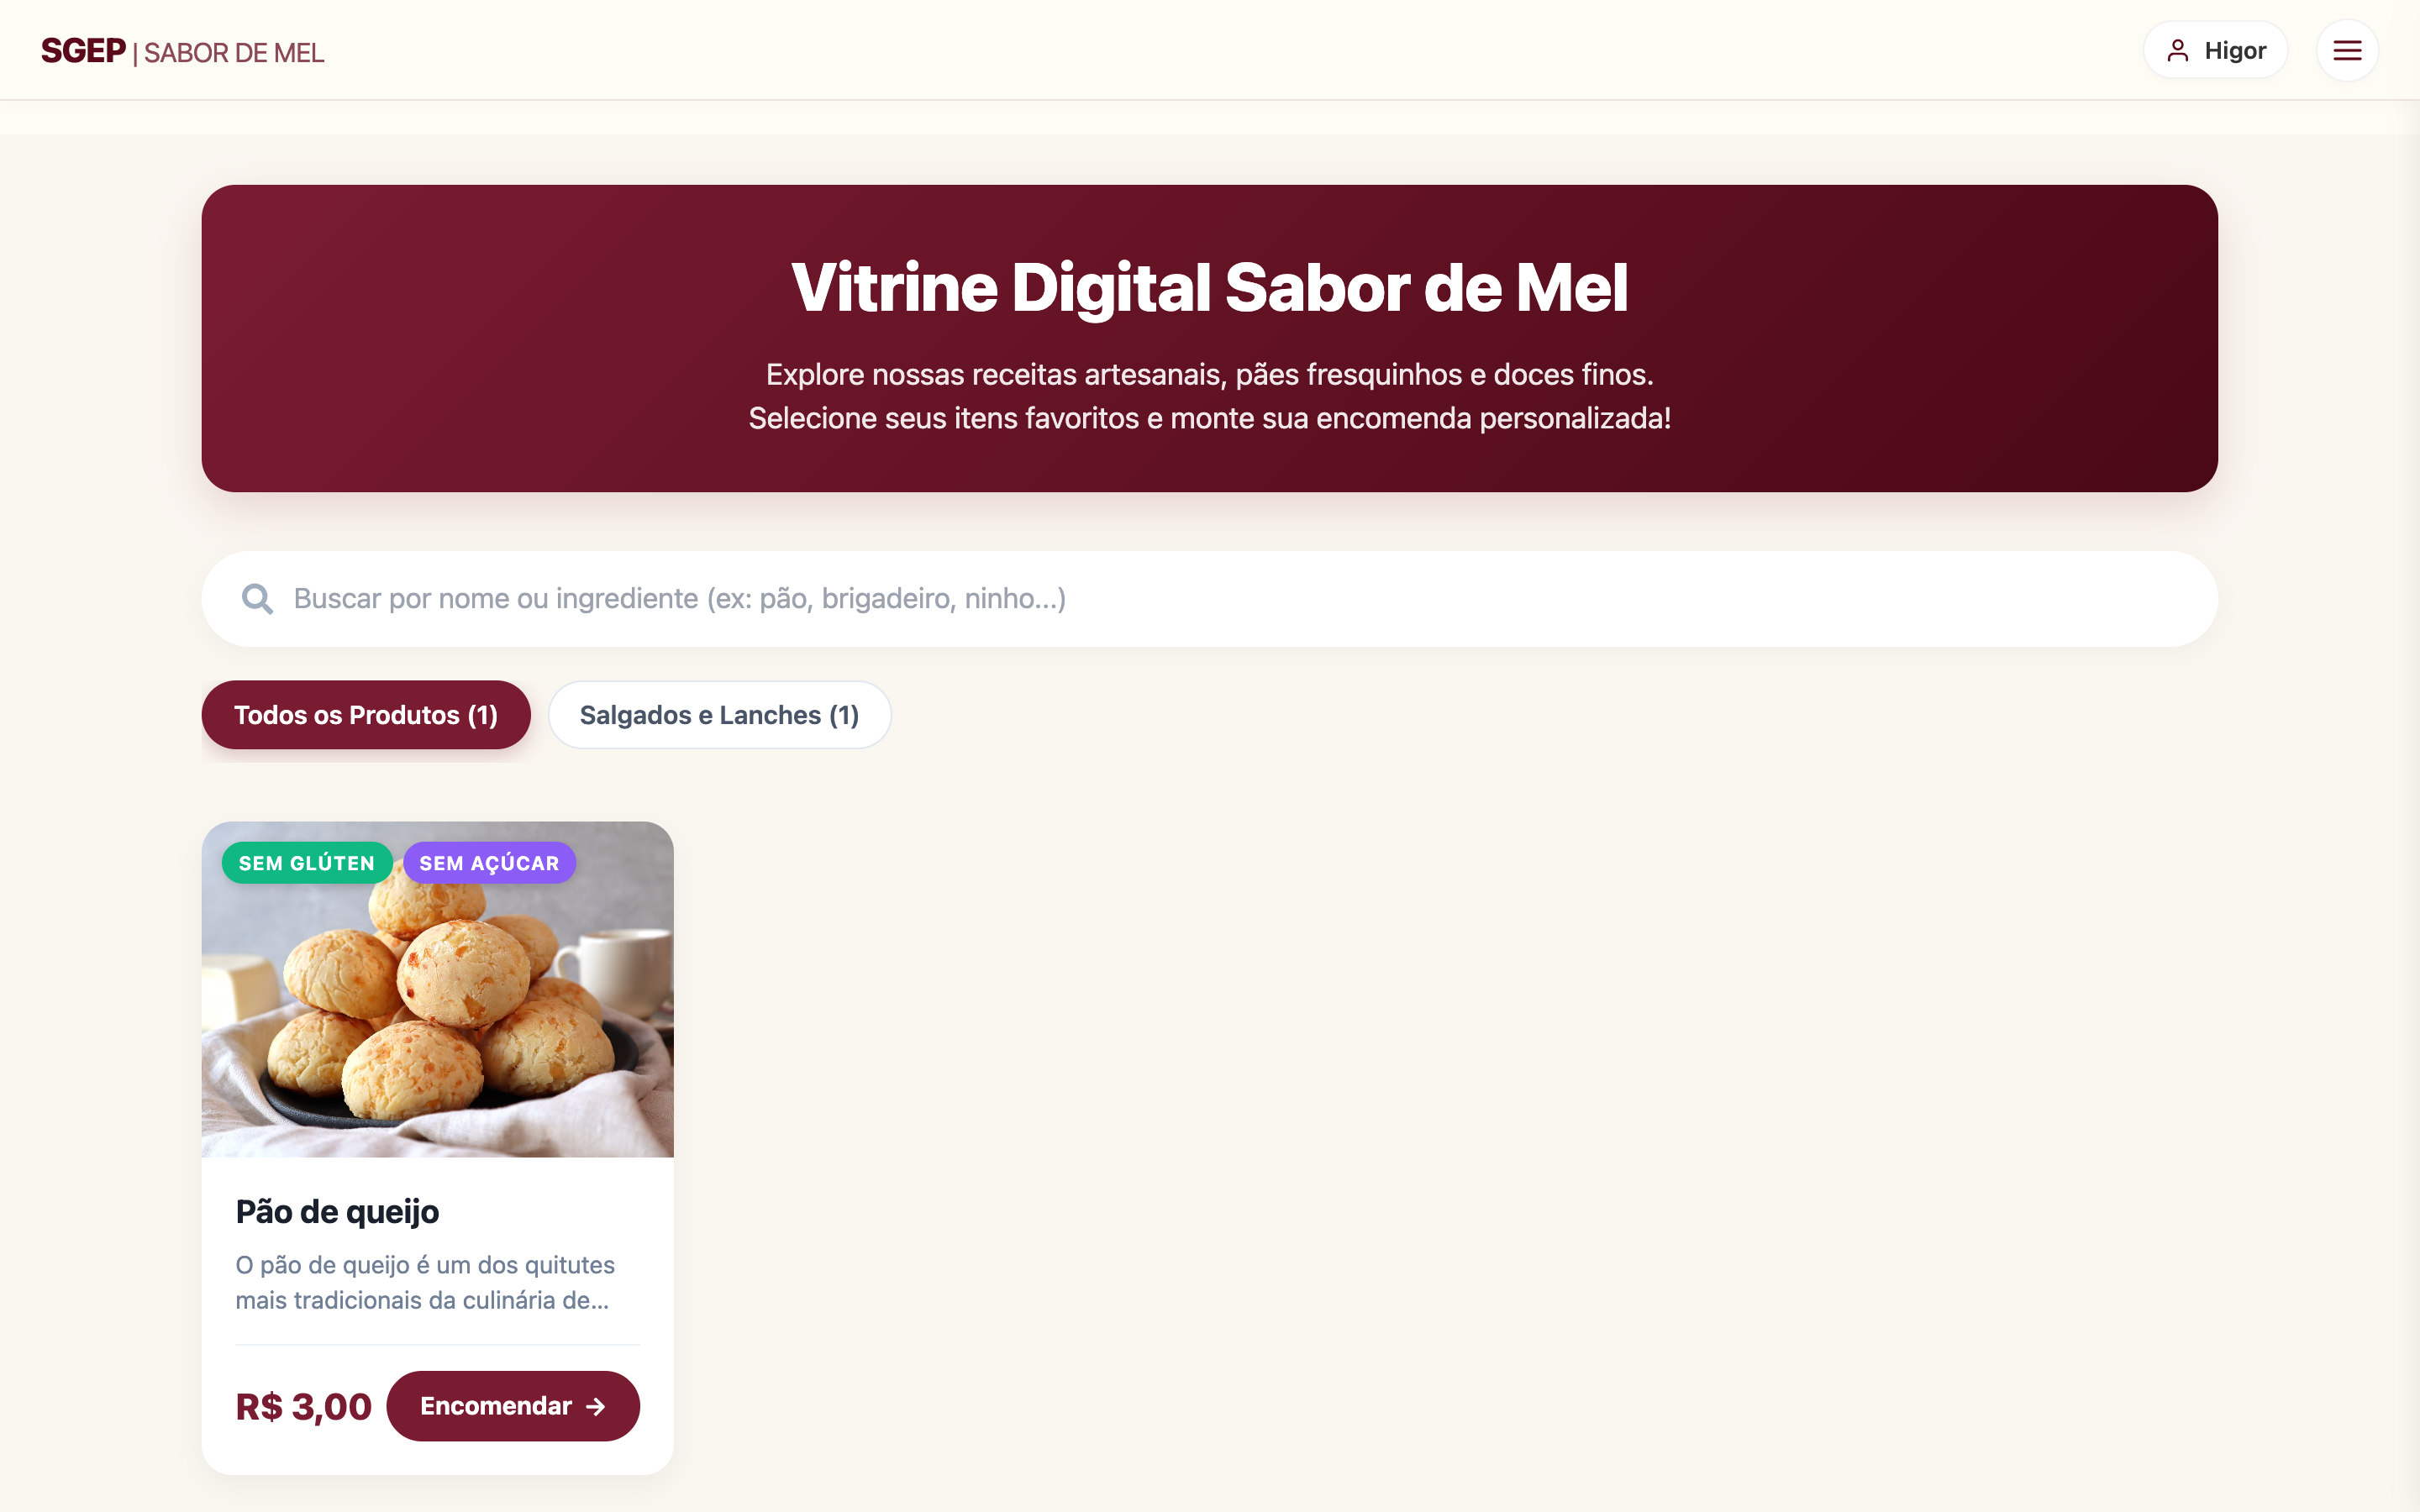 SGEP | SABOR DE MEL
Higor
Vitrine Digital Sabor de Mel
Explore nossas receitas artesanais, pães fresquinhos e doces finos.
Selecione seus itens favoritos e monte sua encomenda personalizada!
Buscar por nome ou ingrediente (ex: pão, brigadeiro, ninho...)
Todos os Produtos (1)
Salgados e Lanches (1)
SEM GLÚTEN
SEM AÇÚCAR
Pão de queijo
O pão de queijo é um dos quitutes
mais tradicionais da culinária de...
R$ 3,00
Encomendar →